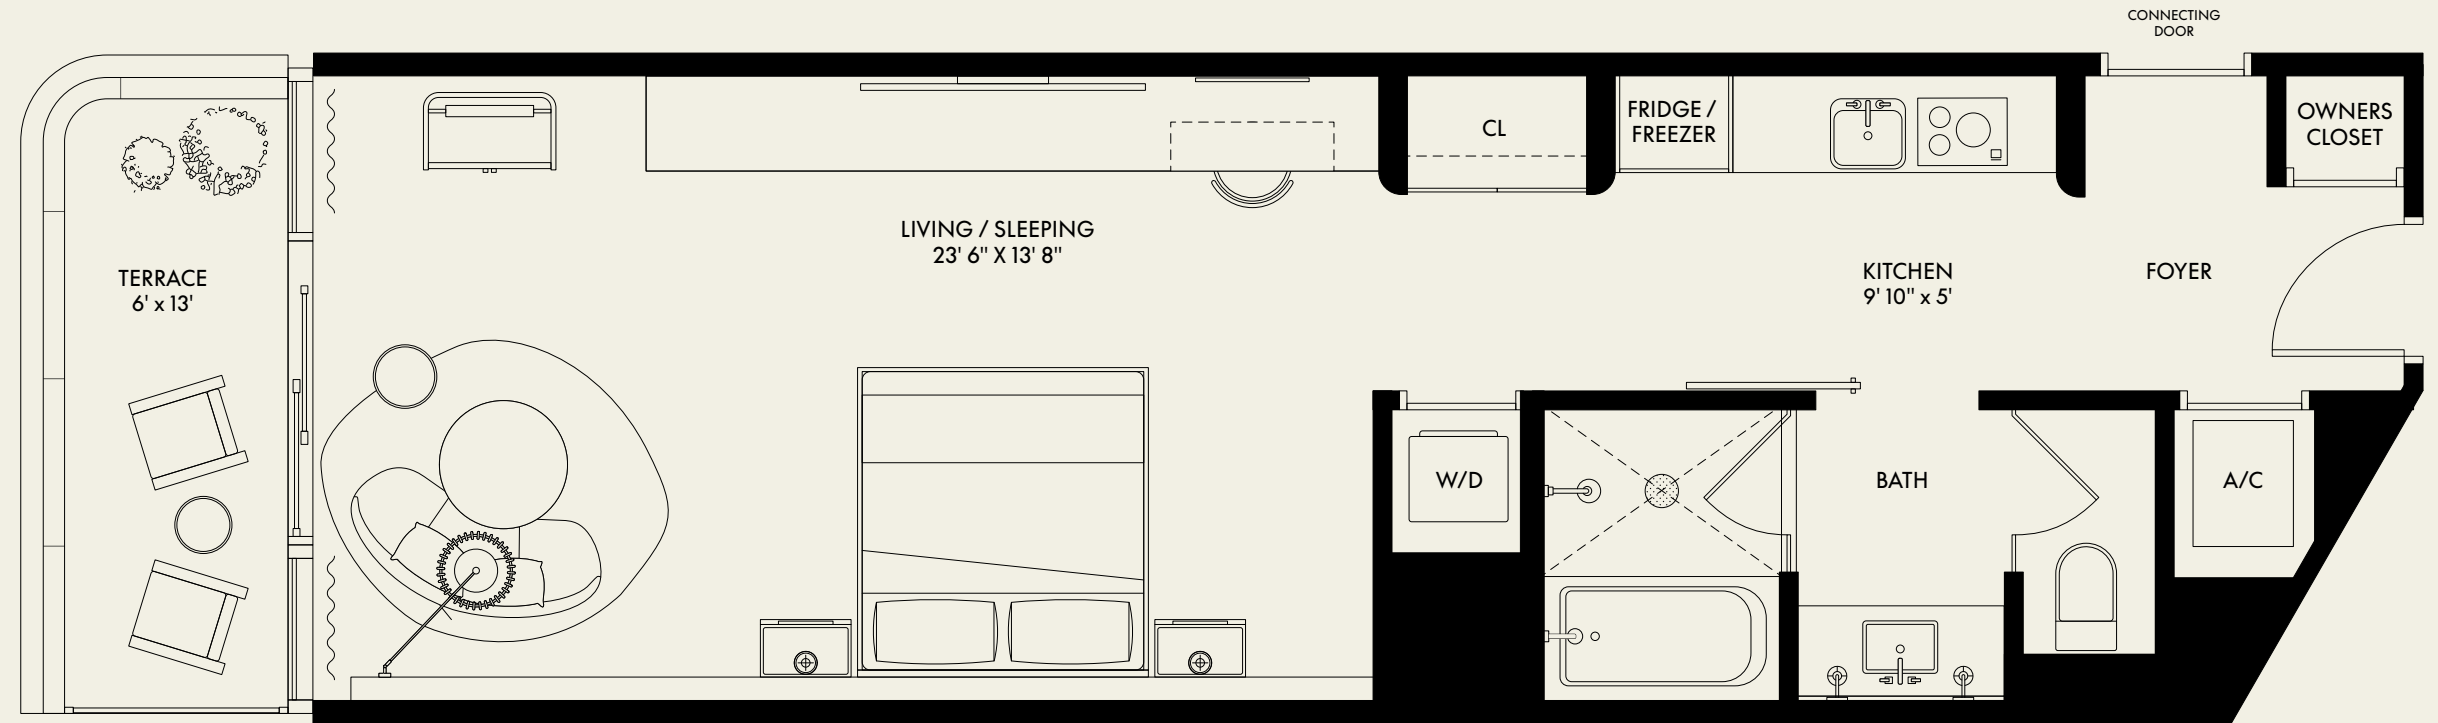 CONNECTING
DOOR
FRIDGE /
FREEZER
CL
OWNERS
CLOSET
LIVING / SLEEPING
23' 6" X 13' 8"
TERRACE
6' x 13'
KITCHEN
9' 10" x 5'
FOYER
W/D
BATH
A/C